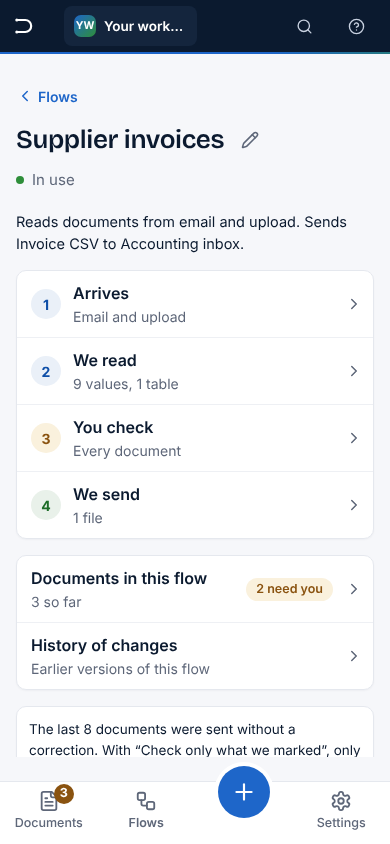 YW Your work...
Flows
Supplier invoices
In use
Reads documents from email and upload. Sends
Invoice CSV to Accounting inbox.
1 Arrives
Email and upload
2 We read
9 values, 1 table
3 You check
Every document
4 We send
1 file
Documents in this flow
3 so far
2 need you
History of changes
Earlier versions of this flow
The last 8 documents were sent without a
correction. With “Check only what we marked”, only
3
Documents
Flows
Settings